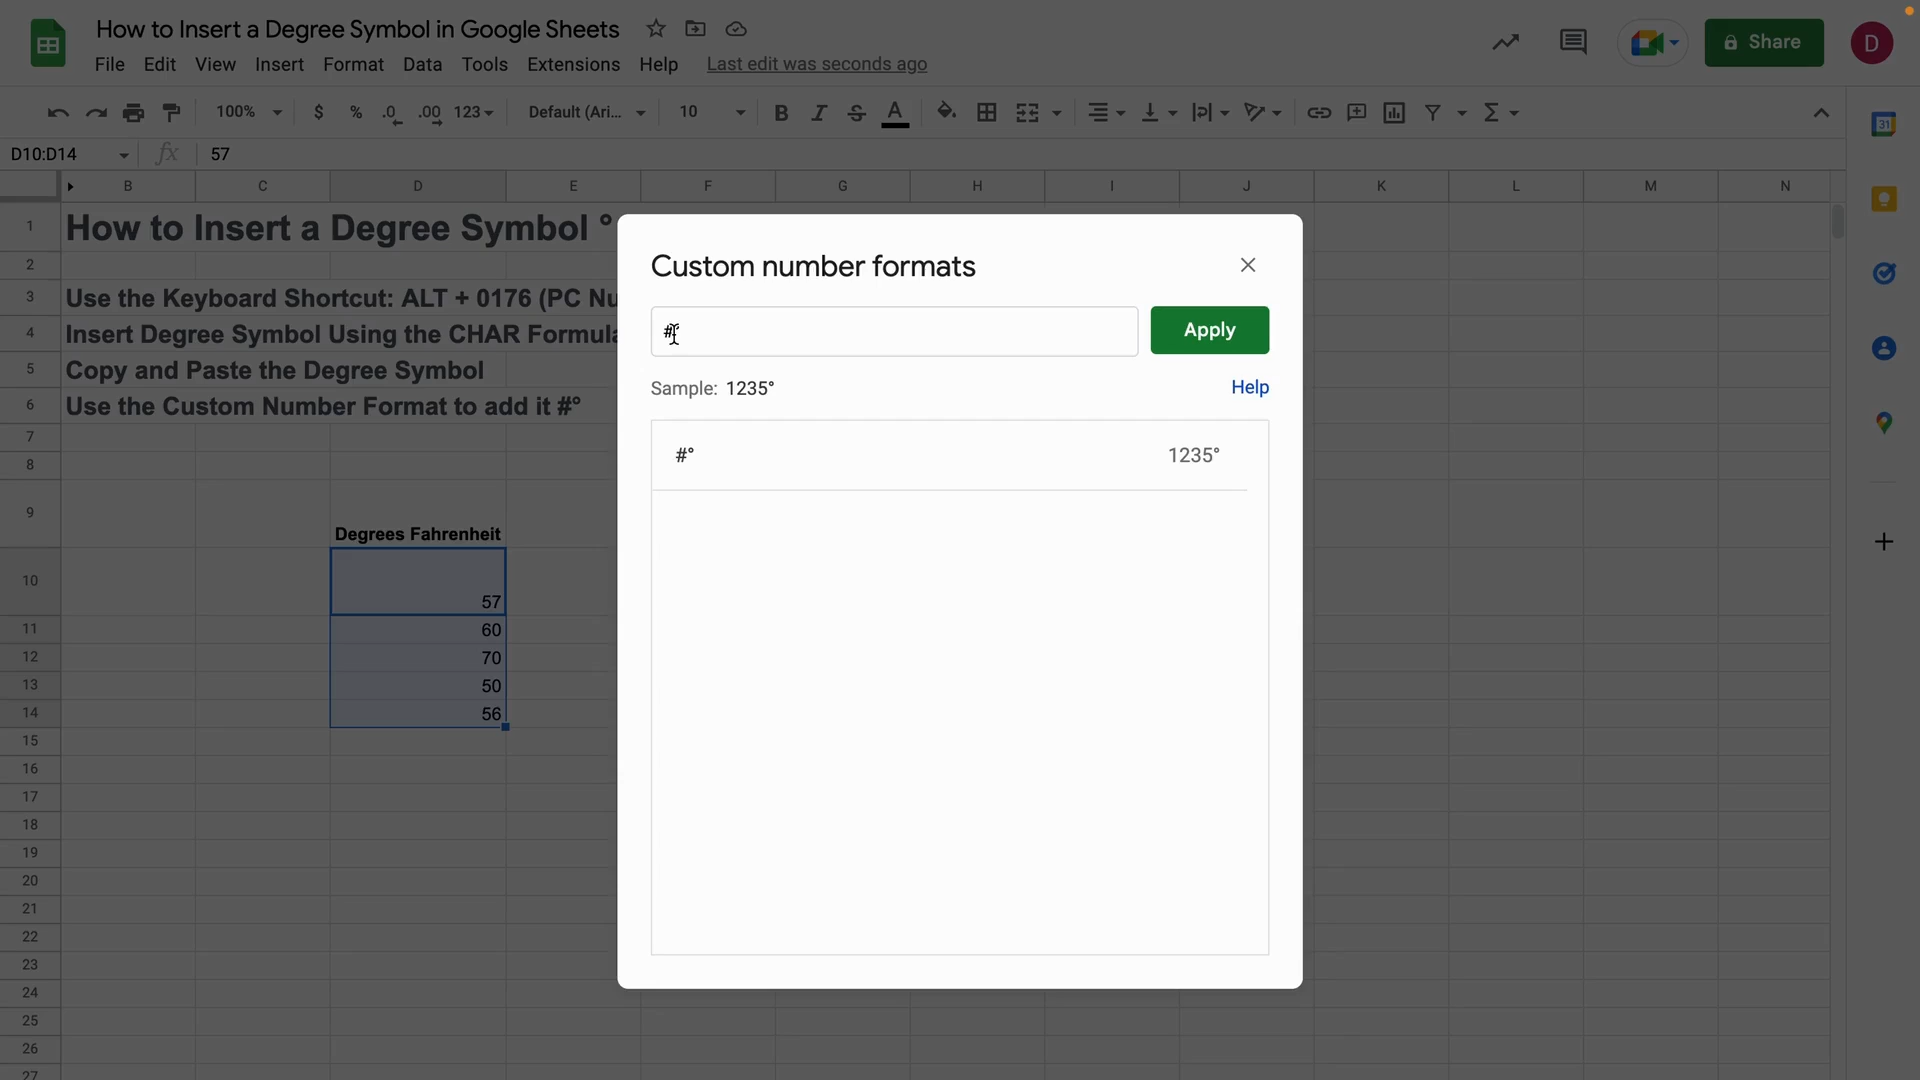 How to Insert a Degree Symbol in Google Sheets
File Edit View Insert Format Data Tools Extensions Help Last edit was seconds ago
Share
D
100% $ % .0 .00 123 Default (Ari... 10 B I S A Σ
31
D10:D14 fx 57
B C D E F G H I J K L M N
1 How to Insert a Degree Symbol °
2
3 Use the Keyboard Shortcut: ALT + 0176 (PC Nu
4 Insert Degree Symbol Using the CHAR Formula
5 Copy and Paste the Degree Symbol
6 Use the Custom Number Format to add it #°
7
8
9 Degrees Fahrenheit
10 57
11 60
12 70
13 50
14 56
15
16
17
18
19
20
21
22
23
24
25
26
27
Custom number formats
#
Apply
Sample: 1235°
Help
#° 1235°